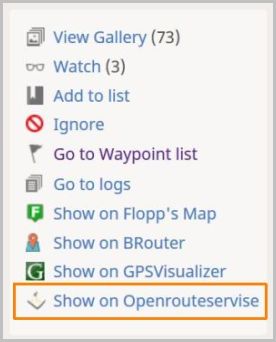 View Gallery (73)
Watch (3)
Add to list
Ignore
Go to Waypoint list
Go to logs
Show on Flopp's Map
Show on BRouter
Show on GPSVisualizer
Show on Openrouteservise